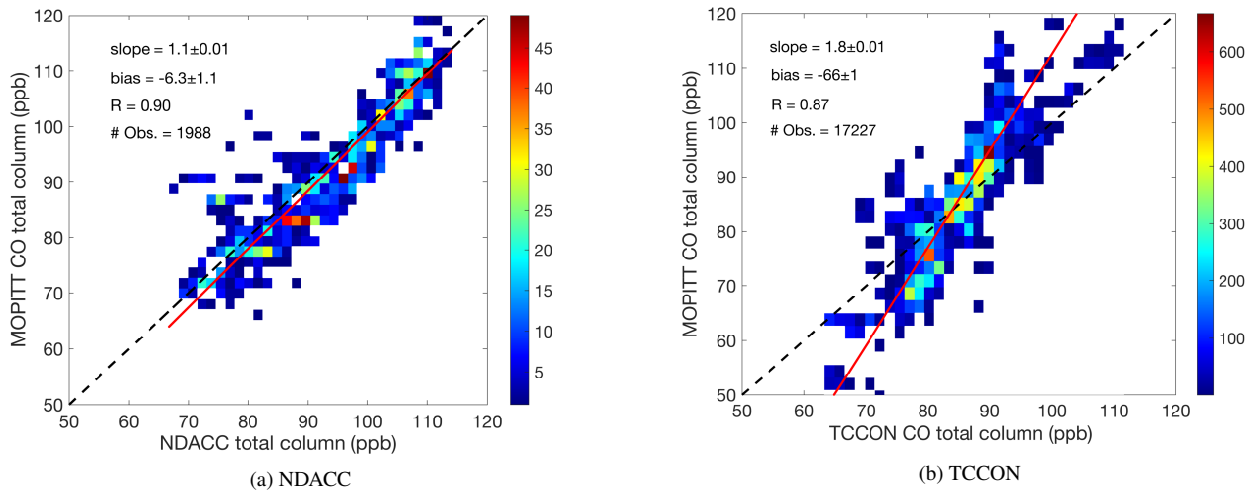 120
110
100
90
80
70
60
50
MOPITT CO total column (ppb)
slope = 1.1±0.01
bias = -6.3±1.1
R = 0.90
# Obs. = 1988
50 60 70 80 90 100 110 120
NDACC total column (ppb)
45
40
35
30
25
20
15
10
5
(a) NDACC
120
110
100
90
80
70
60
50
MOPITT CO total column (ppb)
slope = 1.8±0.01
bias = -66±1
R = 0.87
# Obs. = 17227
50 60 70 80 90 100 110 120
TCCON CO total column (ppb)
600
500
400
300
200
100
(b) TCCON